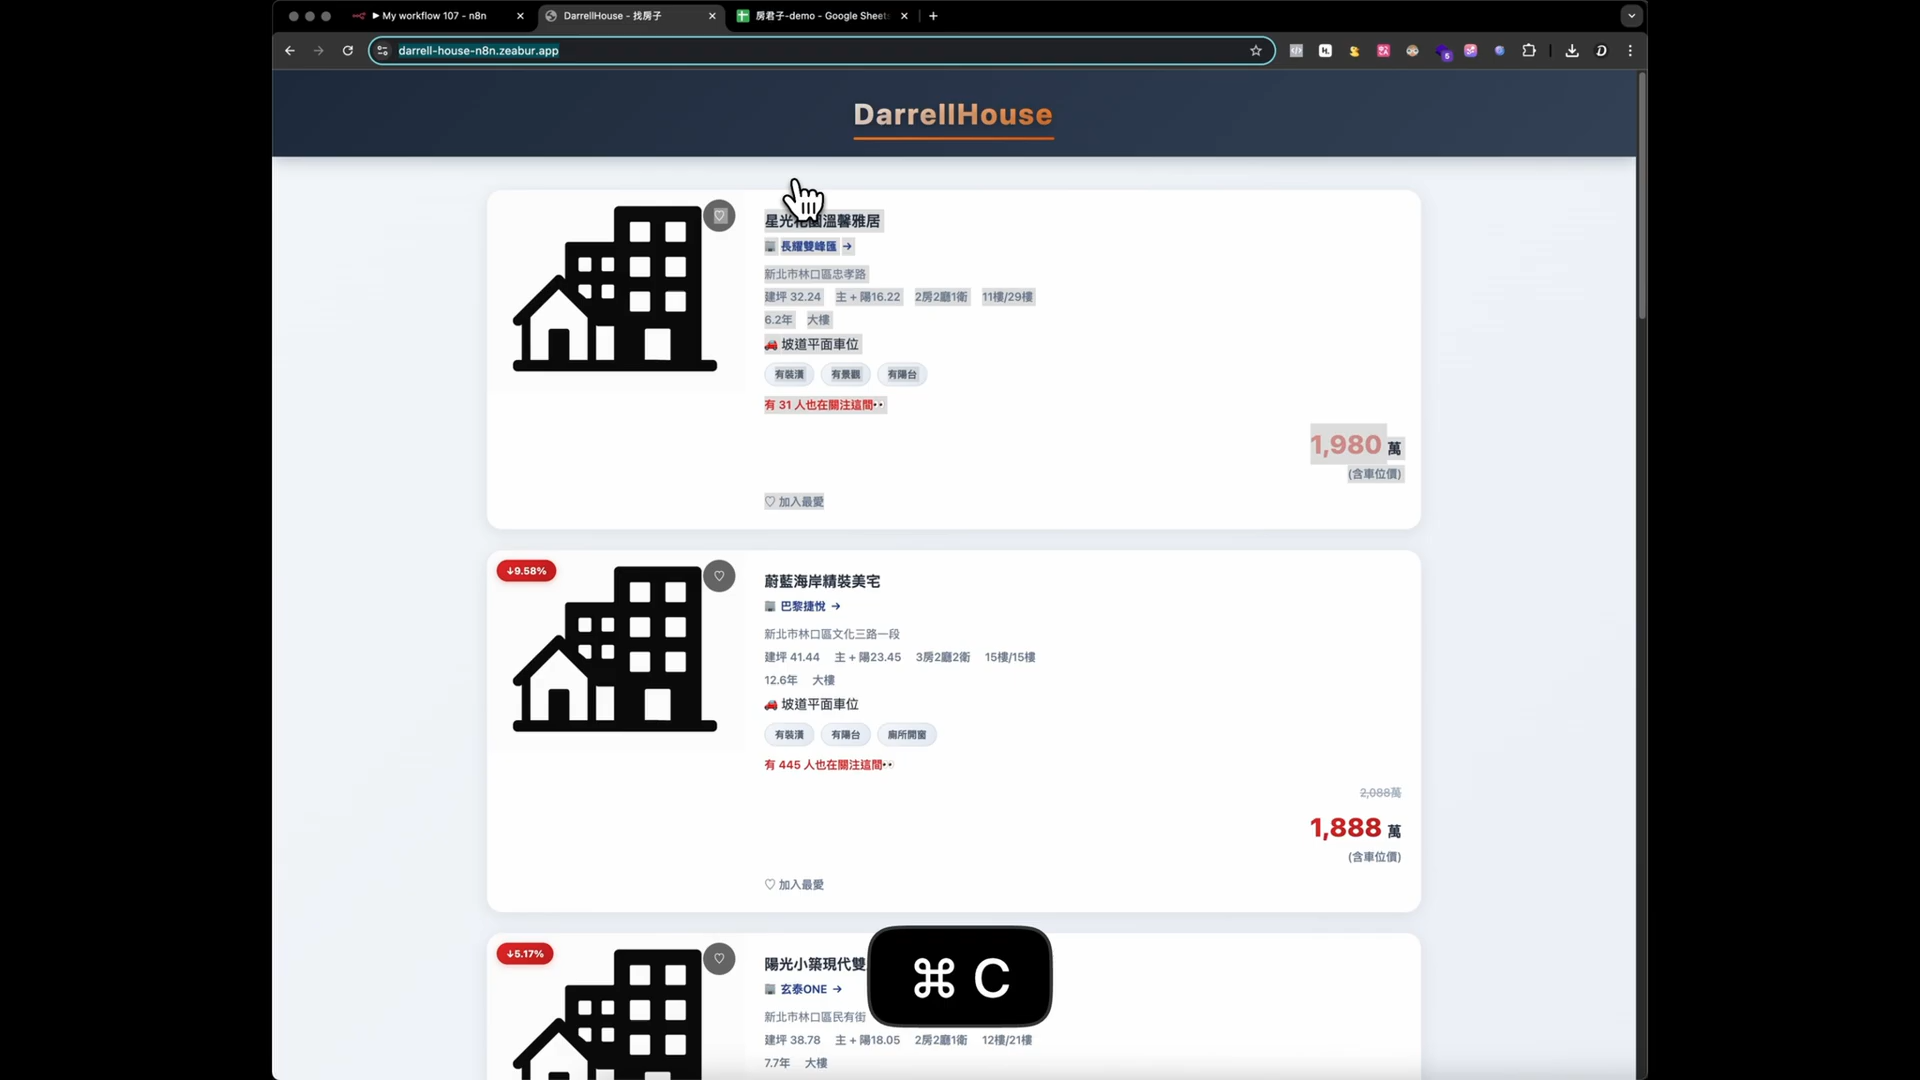 My workflow 107 - n8n
DarrellHouse - 找房子
房君子-demo - Google Sheet
darrell-house-n8n.zeabur.app
DarrellHouse
星光花園溫馨雅居
長耀雙峰匯 →
新北市林口區忠孝路
建坪 32.24 主 + 陽16.22 2房2廳1衛 11樓/29樓
6.2年 大樓
坡道平面車位
有裝潢 有景觀 有陽台
有 31 人也在關注這間
1,980 萬
(含車位價)
♡ 加入最愛
↓9.58%
蔚藍海岸精裝美宅
巴黎捷悅 →
新北市林口區文化三路一段
建坪 41.44 主 + 陽23.45 3房2廳2衛 15樓/15樓
12.6年 大樓
坡道平面車位
有裝潢 有陽台 廁所開窗
有 445 人也在關注這間
2,088萬
1,888 萬
(含車位價)
♡ 加入最愛
↓5.17%
陽光小築現代雙
玄泰ONE →
新北市林口區民有街
建坪 38.78 主 + 陽18.05 2房2廳1衛 12樓/21樓
7.7年 大樓
⌘ C